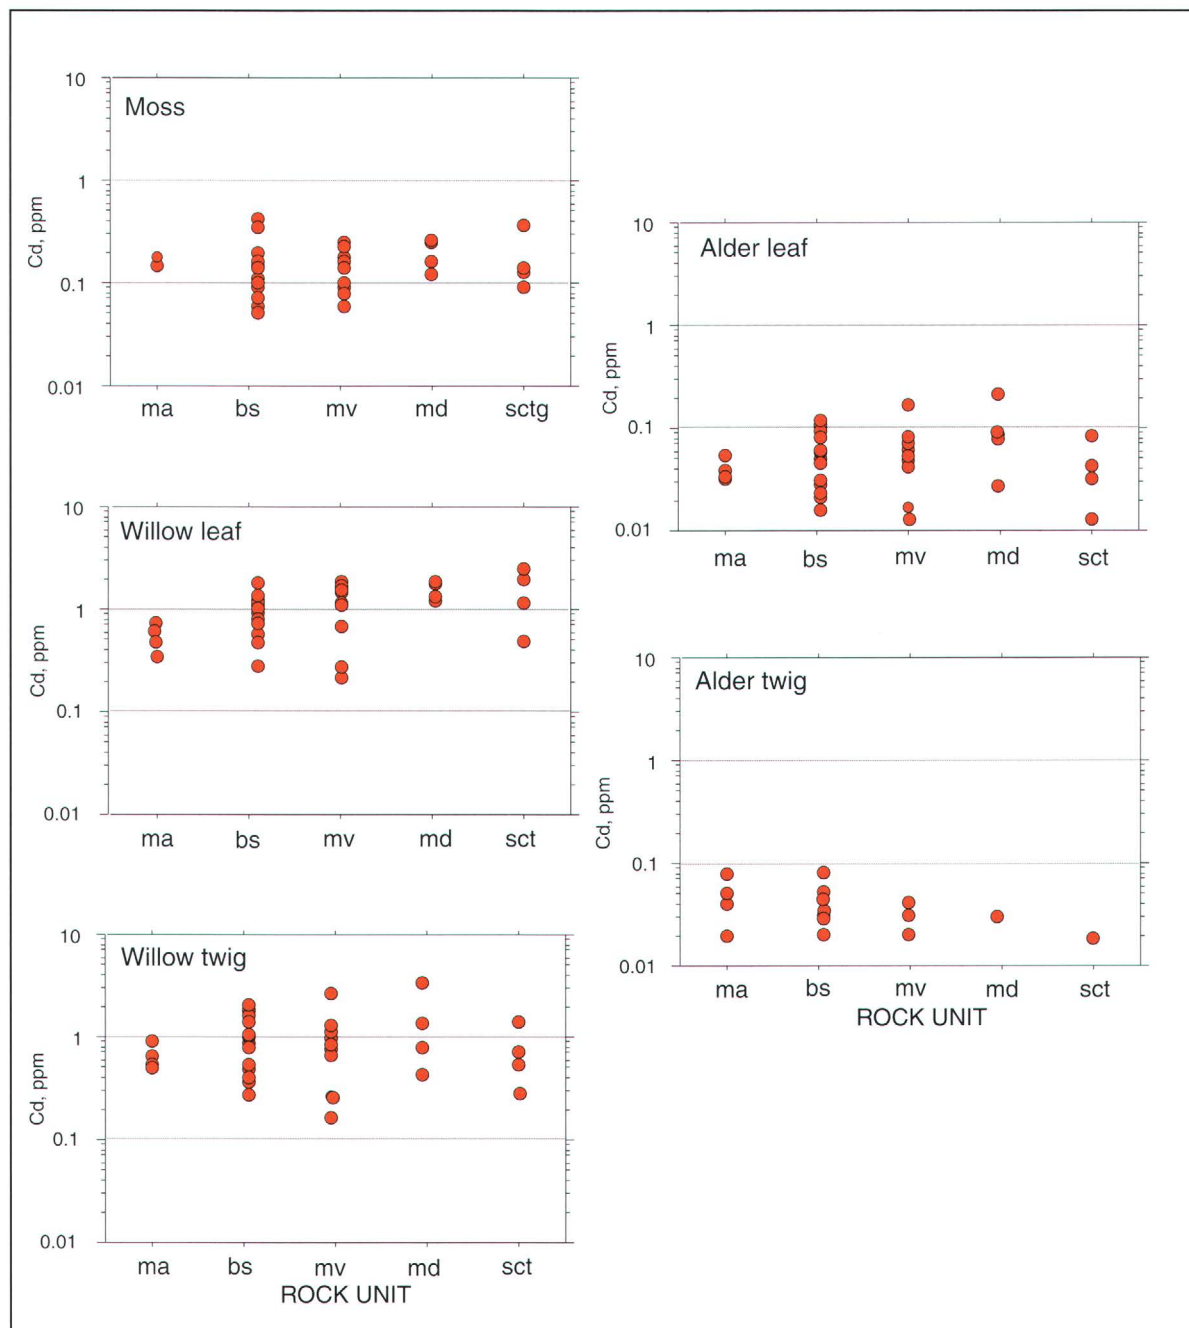 Moss
10
1
0.1
0.01
Cd, ppm
ma bs mv md sctg
Willow leaf
10
1
0.1
0.01
Cd, ppm
ma bs mv md sct
Willow twig
10
1
0.1
0.01
Cd, ppm
ma bs mv md sct
ROCK UNIT
Alder leaf
10
1
0.1
0.01
Cd, ppm
ma bs mv md sct
Alder twig
10
1
0.1
0.01
Cd, ppm
ma bs mv md sct
ROCK UNIT